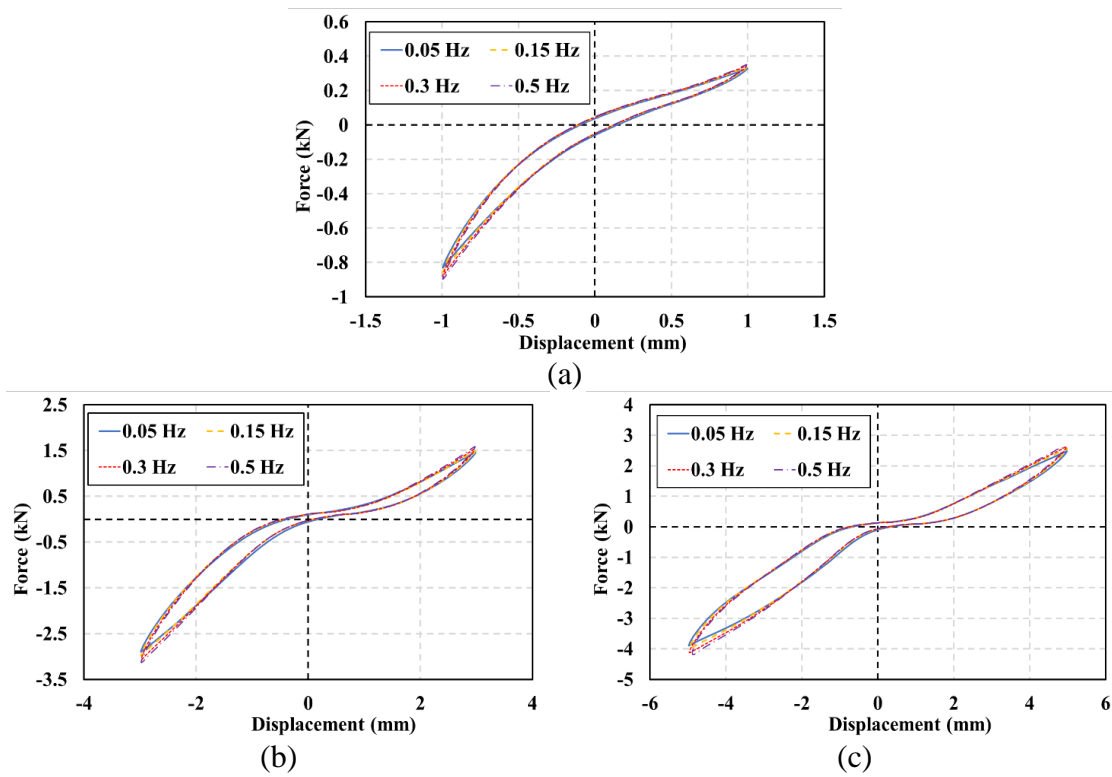 0.6
0.05 Hz 0.15 Hz
0.3 Hz 0.5 Hz
0.4
0.2
0
-0.2
-0.4
-0.6
-0.8
-1
Force (kN)
-1.5 -1 -0.5 0 0.5 1 1.5
Displacement (mm)
(a)
2.5
0.05 Hz 0.15 Hz
0.3 Hz 0.5 Hz
1.5
0.5
-0.5
-1.5
-2.5
-3.5
Force (kN)
-4 -2 0 2 4
Displacement (mm)
(b)
4
0.05 Hz 0.15 Hz
0.3 Hz 0.5 Hz
3
2
1
0
-1
-2
-3
-4
-5
Force (kN)
-6 -4 -2 0 2 4 6
Displacement (mm)
(c)